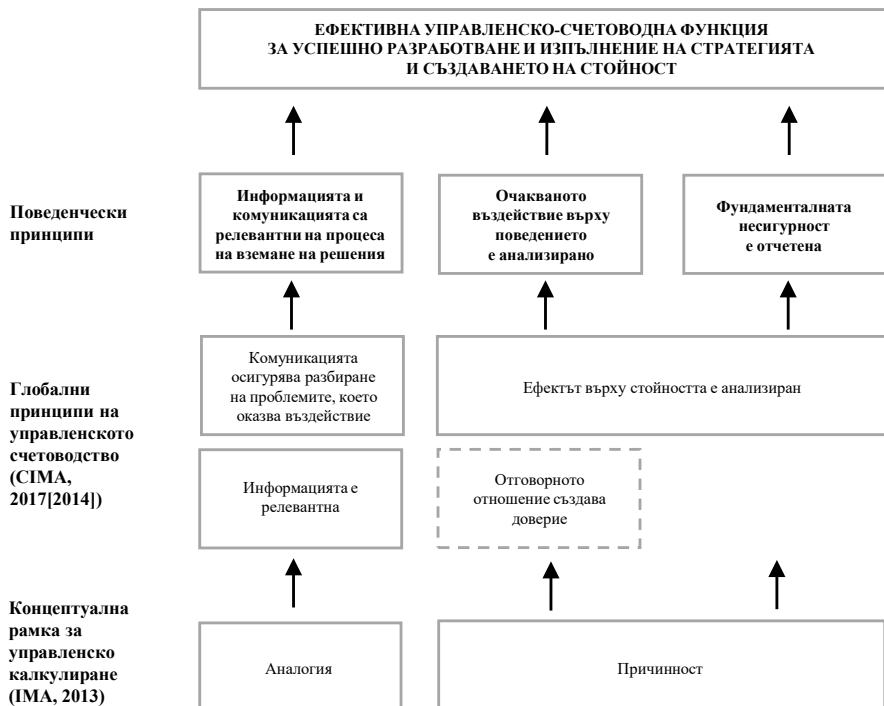 ЕФЕКТИВНА УПРАВЛЕНСКО-СЧЕТОВОДНА ФУНКЦИЯ
ЗА УСПЕШНО РАЗРАБОТВАНЕ И ИЗПЪЛНЕНИЕ НА СТРАТЕГИЯТА
И СЪЗДАВАНЕТО НА СТОЙНОСТ
Поведенчески
принципи
Информацията и
комуникацията са
релевантни на процеса
на вземане на решения
Очакваното
въздействие върху
поведението
е анализирано
Фундаменталната
несигурност
е отчетена
Глобални
принципи на
управленското
счетоводство
(CIMA,
2017[2014])
Комуникацията
осигурява разбиране
на проблемите, което
оказва въздействие
Ефектът върху стойността е анализиран
Информацията е
релевантна
Отговорното
отношение създава
доверие
Концептуална
рамка за
управленско
калкулиране
(IMA, 2013)
Аналогия
Причинност